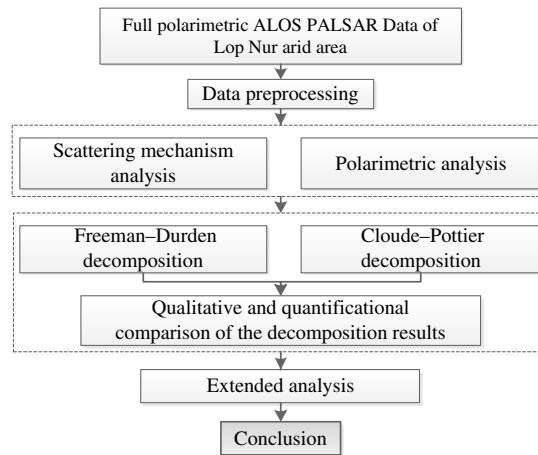 Full polarimetric ALOS PALSAR Data of
Lop Nur arid area
Data preprocessing
Scattering mechanism
analysis
Polarimetric analysis
Freeman–Durden
decomposition
Cloude–Pottier
decomposition
Qualitative and quantificational
comparison of the decomposition results
Extended analysis
Conclusion